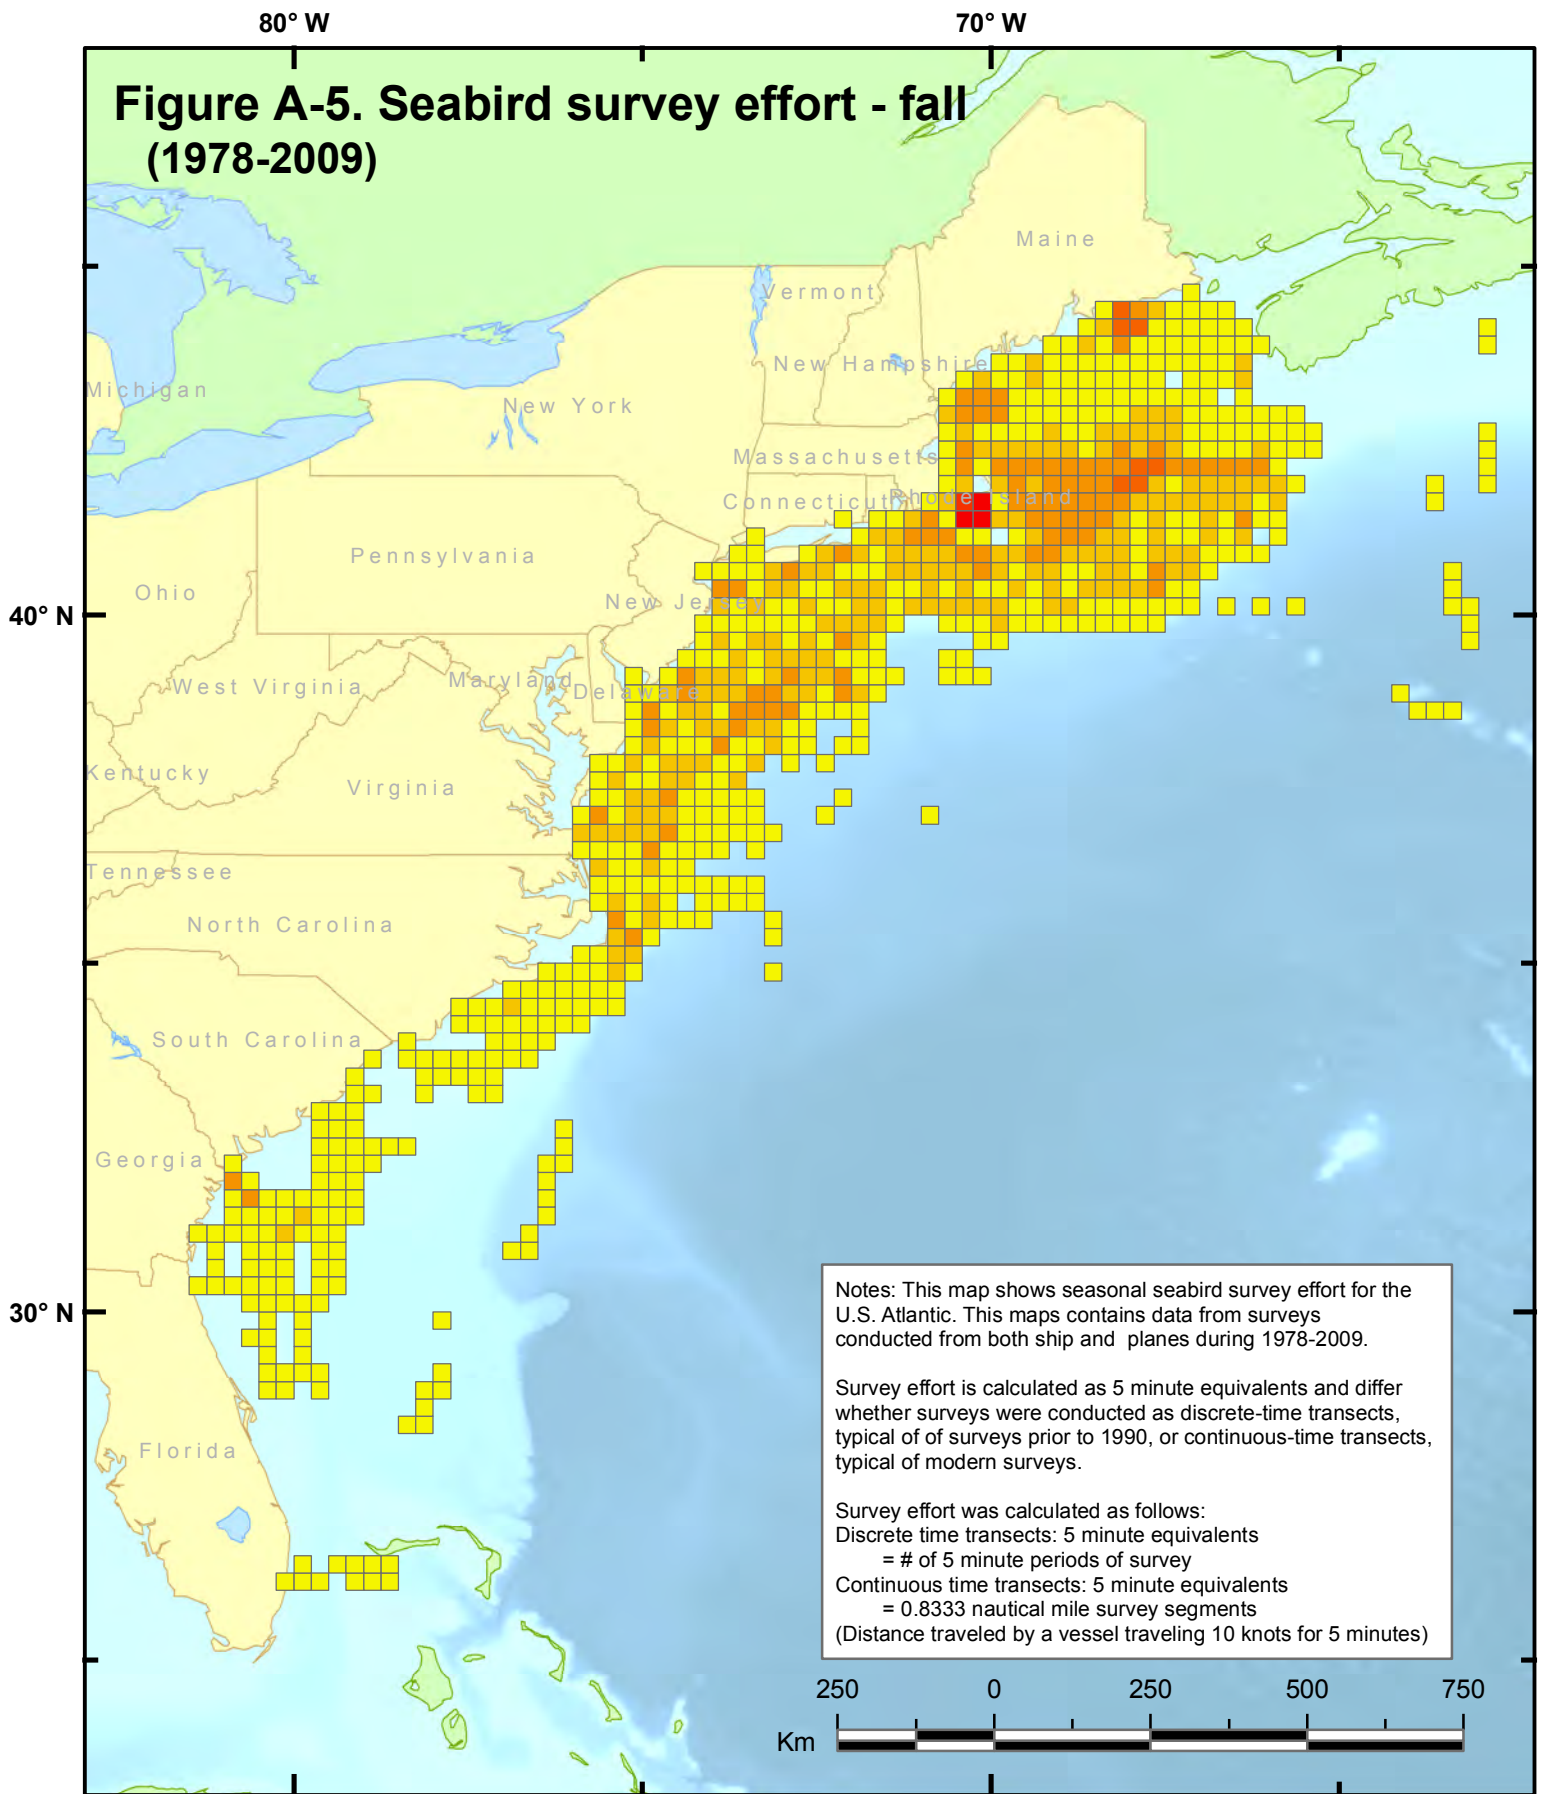 80° W
70° W
Figure A-5. Seabird survey effort - fall
(1978-2009)
Maine
Vermont
New Hampshire
Michigan
New York
Massachusetts
Connecticut
Rhode Island
Pennsylvania
Ohio
New Jersey
40° N
West Virginia
Maryland
Delaware
Kentucky
Virginia
Tennessee
North Carolina
South Carolina
Georgia
30° N
Florida
Notes: This map shows seasonal seabird survey effort for the
U.S. Atlantic. This maps contains data from surveys
conducted from both ship and planes during 1978-2009.
Survey effort is calculated as 5 minute equivalents and differ
whether surveys were conducted as discrete-time transects,
typical of of surveys prior to 1990, or continuous-time transects,
typical of modern surveys.
Survey effort was calculated as follows:
Discrete time transects: 5 minute equivalents
= # of 5 minute periods of survey
Continuous time transects: 5 minute equivalents
= 0.8333 nautical mile survey segments
(Distance traveled by a vessel traveling 10 knots for 5 minutes)
250 0 250 500 750
Km